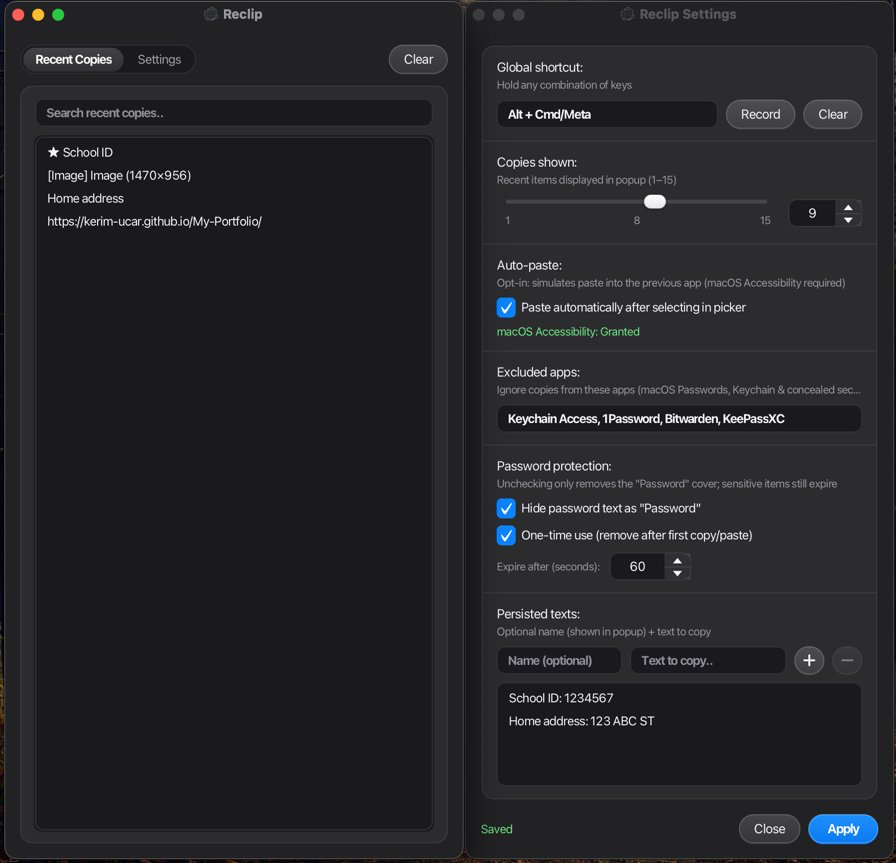 Reclip
Recent Copies
Settings
Clear
Search recent copies..
★ School ID
[Image] Image (1470×956)
Home address
https://kerim-ucar.github.io/My-Portfolio/
Reclip Settings
Global shortcut:
Hold any combination of keys
Alt + Cmd/Meta
Record
Clear
Copies shown:
Recent items displayed in popup (1–15)
1
8
15
9
Auto-paste:
Opt-in: simulates paste into the previous app (macOS Accessibility required)
Paste automatically after selecting in picker
macOS Accessibility: Granted
Excluded apps:
Ignore copies from these apps (macOS Passwords, Keychain & concealed sec...
Keychain Access, 1Password, Bitwarden, KeePassXC
Password protection:
Unchecking only removes the "Password" cover; sensitive items still expire
Hide password text as "Password"
One-time use (remove after first copy/paste)
Expire after (seconds):
60
Persisted texts:
Optional name (shown in popup) + text to copy
Name (optional)
Text to copy..
School ID: 1234567
Home address: 123 ABC ST
Saved
Close
Apply